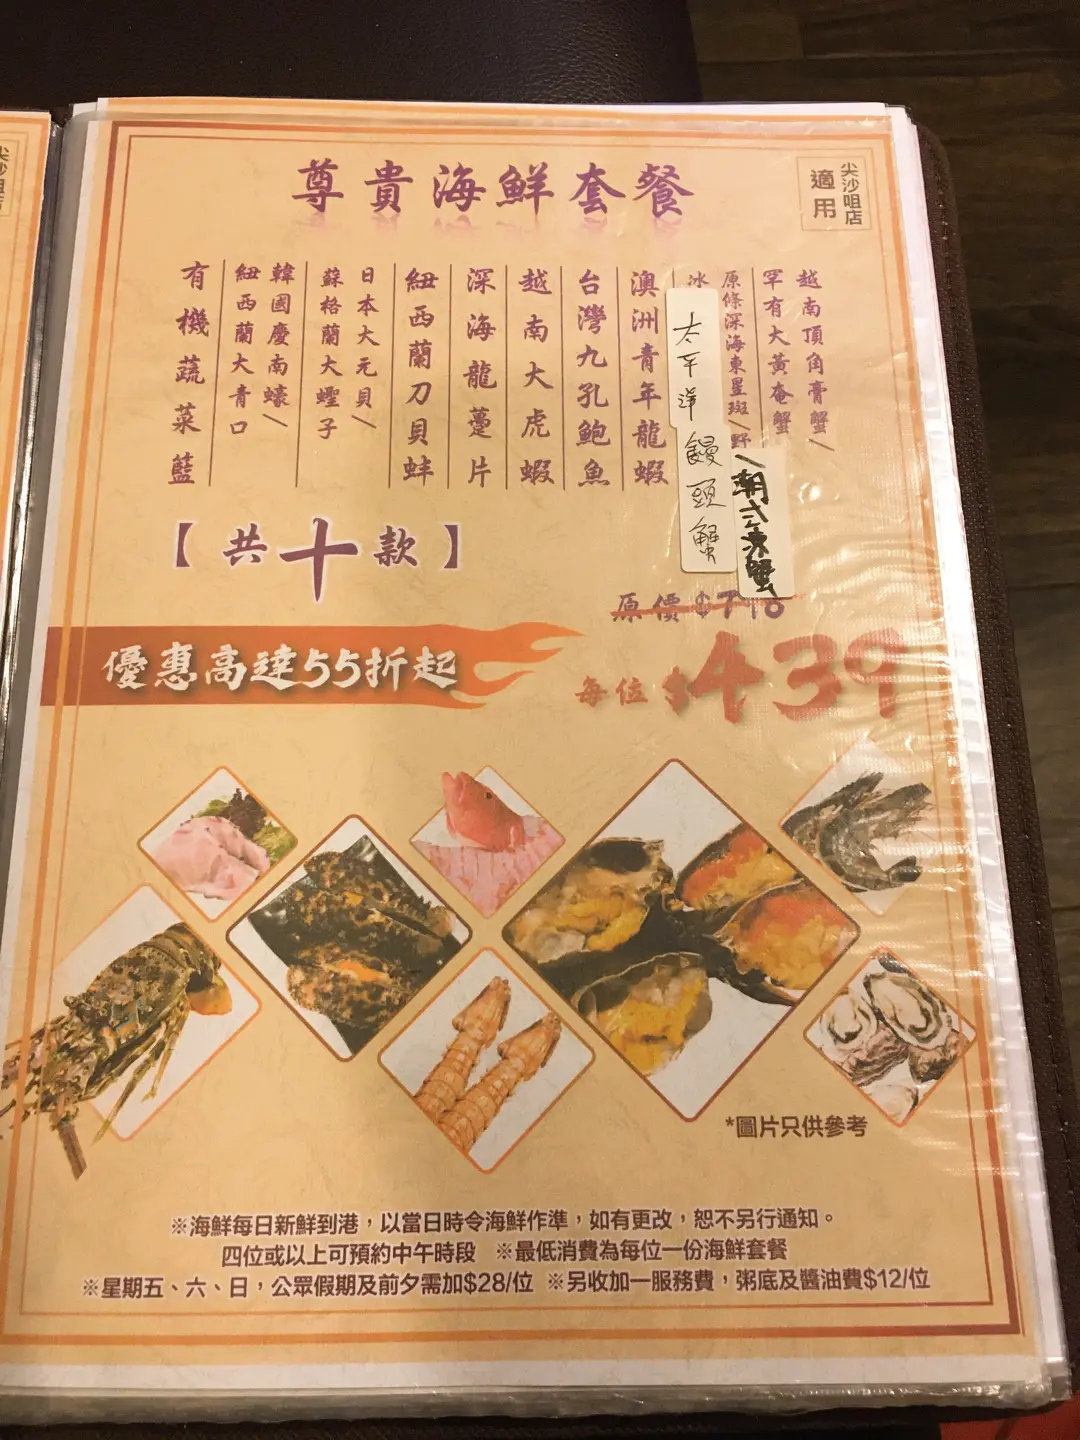 尊貴海鮮套餐
尖沙咀店
適用
越南頂角膏蟹/
罕有大黃奄蟹
/潮式凍蟹
原條深海東星斑/野
冰
太平洋饅頭蟹
澳洲青年龍蝦
台灣九孔鮑魚
越南大虎蝦
深海龍躉片
紐西蘭刀貝蚌
日本大元貝/
蘇格蘭大蟶子
韓國慶南蠔/
紐西蘭大青口
有機蔬菜籃
【共十款】
原價$798
優惠高達55折起
每位$439
*圖片只供參考
※海鮮每日新鮮到港，以當日時令海鮮作準，如有更改，恕不另行通知。
四位或以上可預約中午時段 ※最低消費為每位一份海鮮套餐
※星期五、六、日，公眾假期及前夕需加$28/位 ※另收加一服務費，粥底及醬油費$12/位